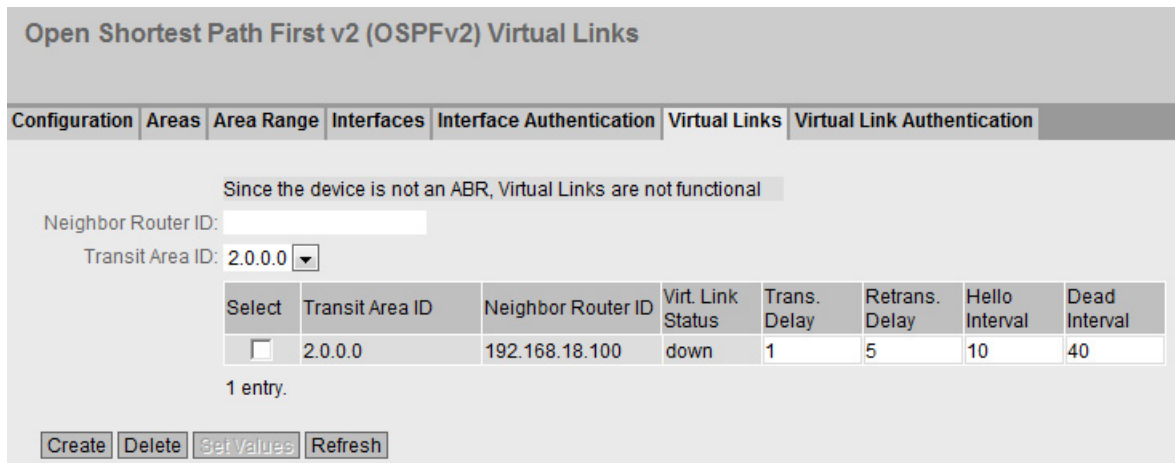 Open Shortest Path First v2 (OSPFv2) Virtual Links
Configuration Areas Area Range Interfaces Interface Authentication Virtual Links Virtual Link Authentication
Since the device is not an ABR, Virtual Links are not functional
Neighbor Router ID:
Transit Area ID: 2.0.0.0
Select Transit Area ID Neighbor Router ID Virt. Link Status Trans. Delay Retrans. Delay Hello Interval Dead Interval
2.0.0.0 192.168.18.100 down 1 5 10 40
1 entry.
Create Delete Set Values Refresh